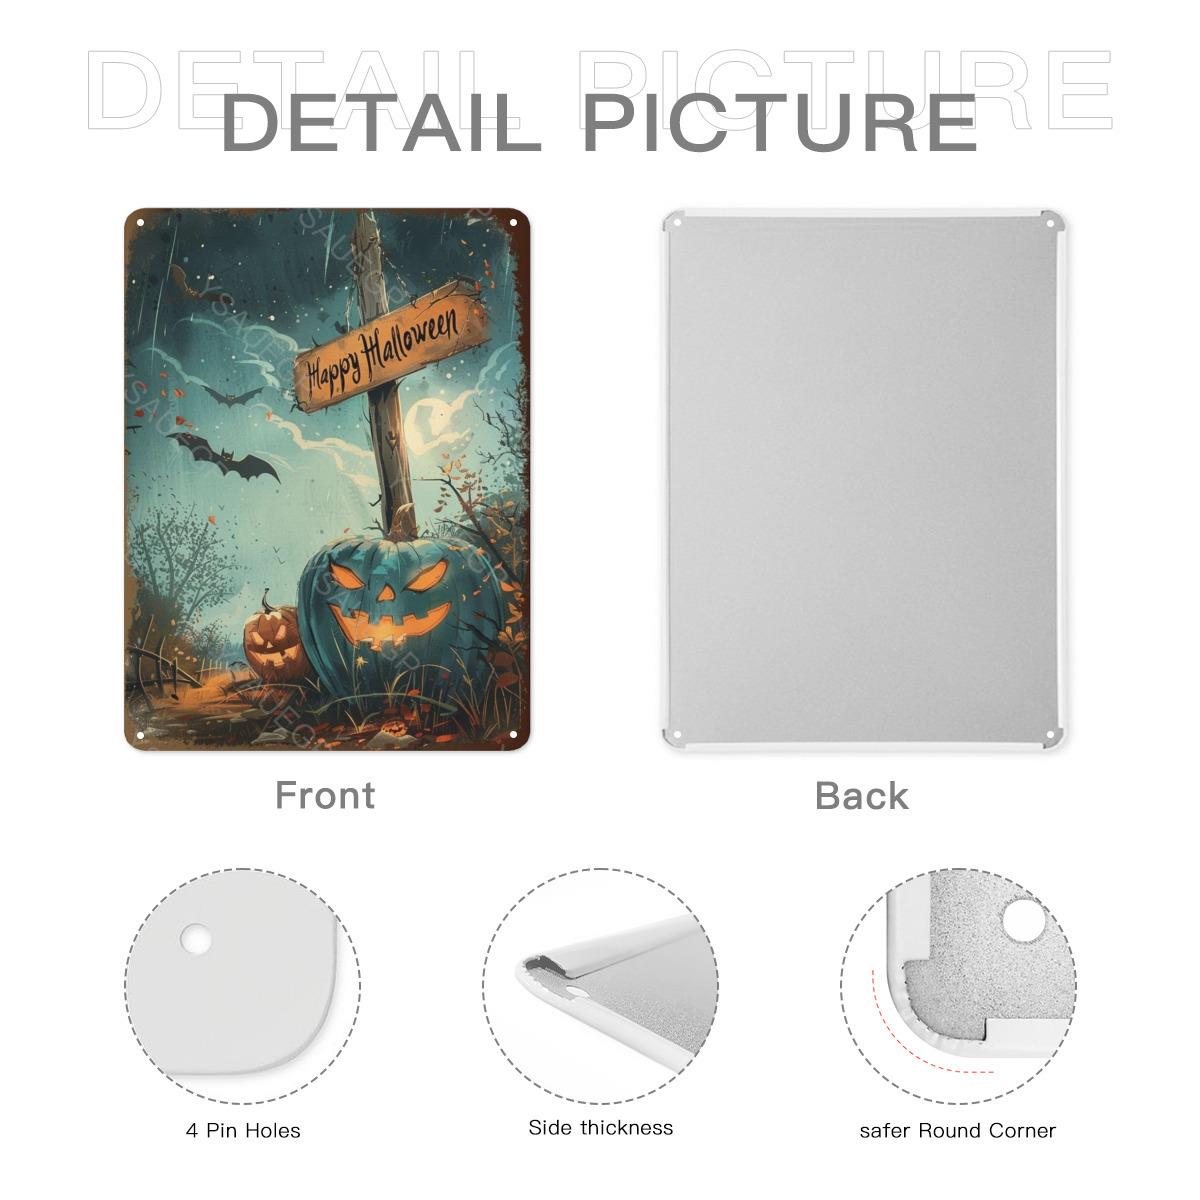 DETAIL PICTURE
DETAIL PICTURE
Happy Halloween
Front
Back
4 Pin Holes
Side thickness
safer Round Corner